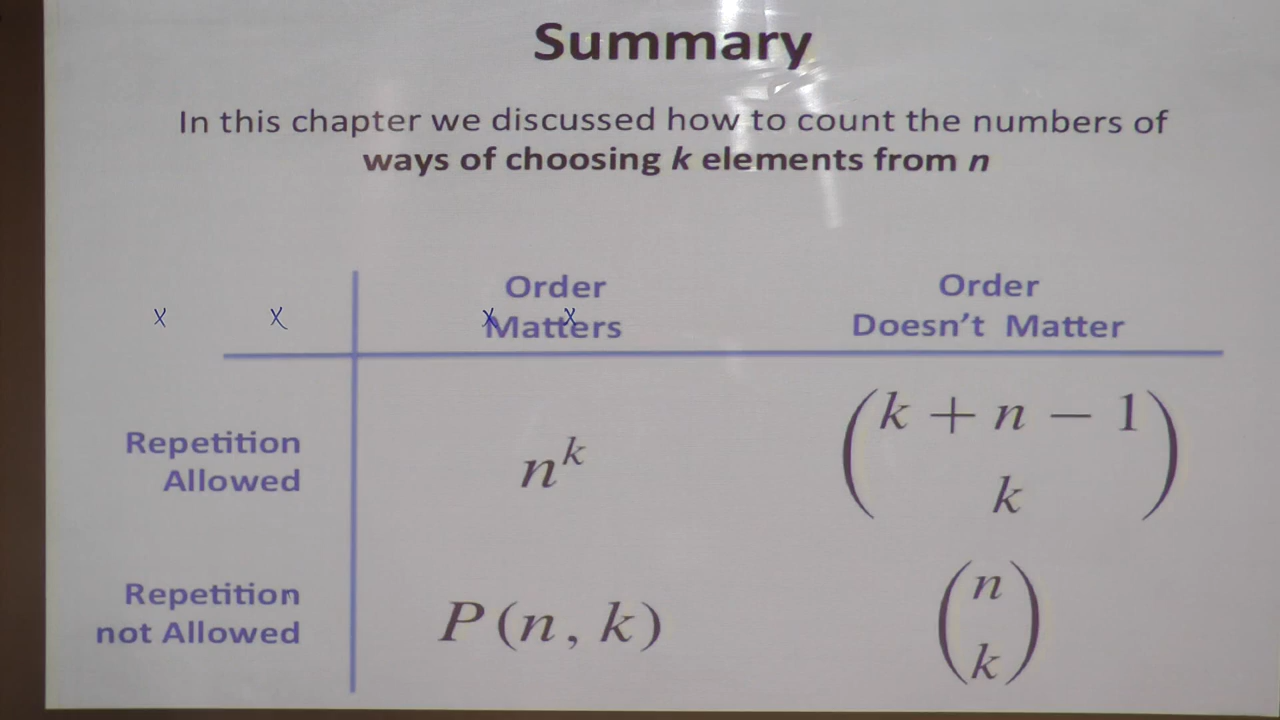 Summary
In this chapter we discussed how to count the numbers of
ways of choosing k elements from n
Order
Matters
Order
Doesn't Matter
x x x x
Repetition
Allowed
n^k
(k + n − 1
k)
Repetition
not Allowed
P(n, k)
(n
k)